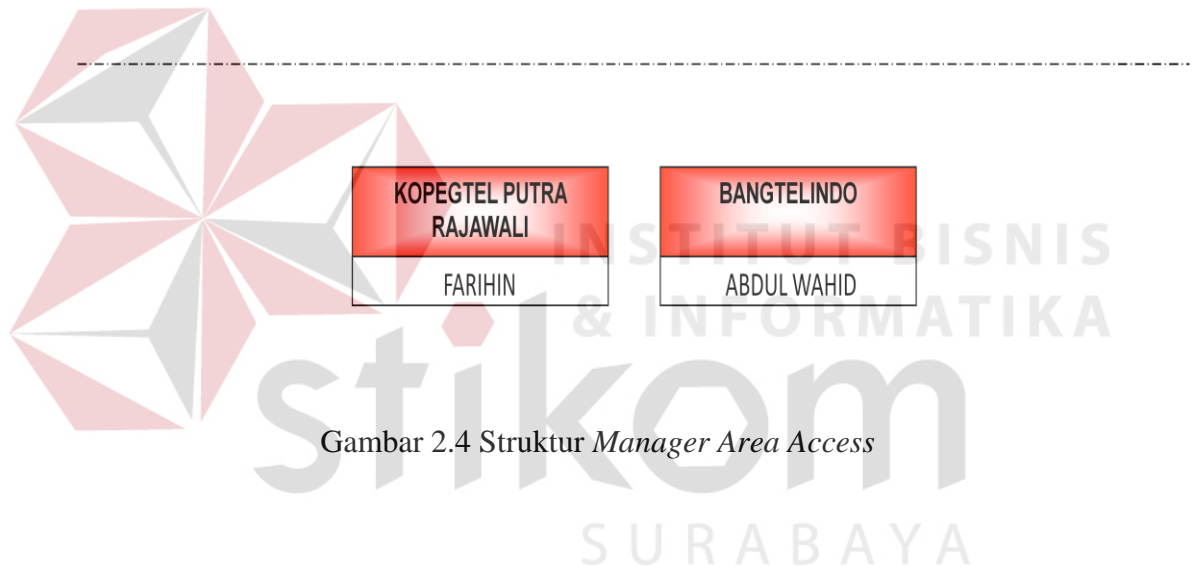 KOPEGTEL PUTRA
RAJAWALI
FARIHIN
BANGTELINDO
ABDUL WAHID
INSTITUT BISNIS
& INFORMATIKA
stikom
SURABAYA
Gambar 2.4 Struktur Manager Area Access